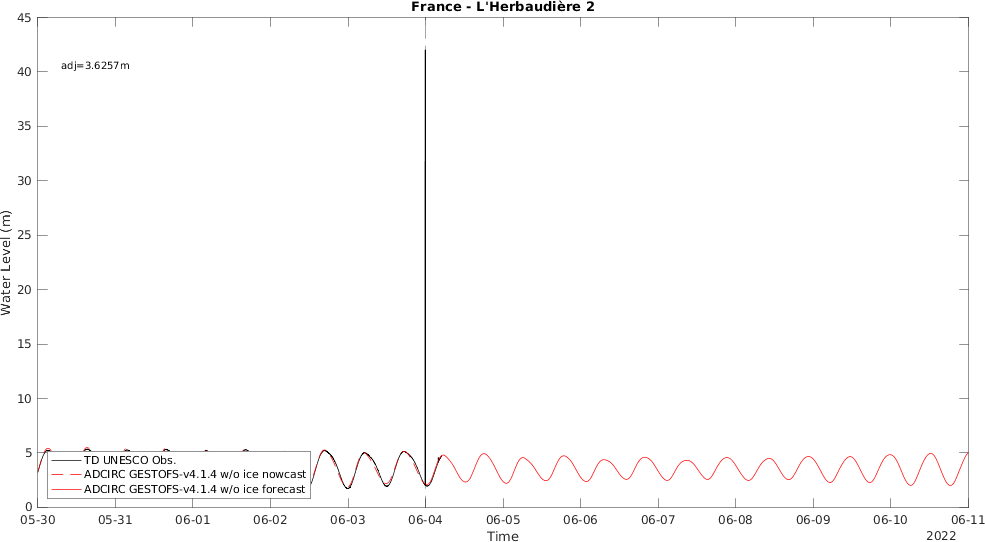 France - L'Herbaudière 2
adj=3.6257m
45
40
35
30
25
20
15
10
5
0
Water Level (m)
TD UNESCO Obs.
ADCIRC GESTOFS-v4.1.4 w/o ice nowcast
ADCIRC GESTOFS-v4.1.4 w/o ice forecast
05-30 05-31 06-01 06-02 06-03 06-04 06-05 06-06 06-07 06-08 06-09 06-10 06-11
Time
2022